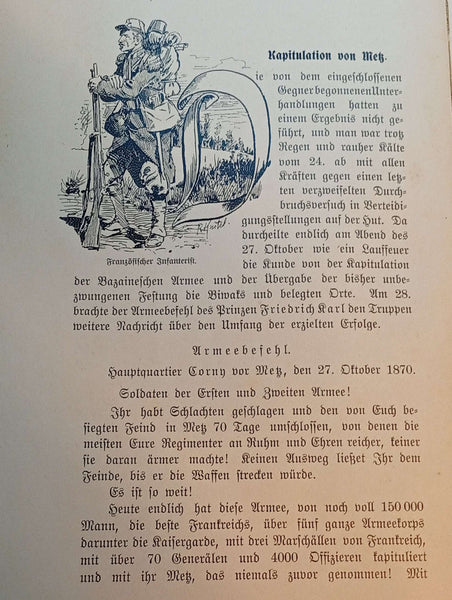 Kapitulation von Metz.
Die von dem eingeschlossenen
Gegner begonnenen Unter-
handlungen hatten zu
einem Ergebnis nicht ge-
führt, und man war trotz
Regen und rauher Kälte
vom 24. ab mit allen
Kräften gegen einen letz-
ten verzweifelten Durch-
bruchsversuch in Verteidi-
gungsstellungen auf der Hut. Da
durcheilte endlich am Abend des
27. Oktober wie ein Lauffeuer
Französischer Infanterist.
die Kunde von der Kapitulation
der Bazaineschen Armee und der Übergabe der bisher un-
bezwungenen Festung die Biwaks und belegten Orte. Am 28.
brachte der Armeebefehl des Prinzen Friedrich Karl den Truppen
weitere Nachricht über den Umfang der erzielten Erfolge.
Armeebefehl.
Hauptquartier Corny vor Metz, den 27. Oktober 1870.
Soldaten der Ersten und Zweiten Armee!
Ihr habt Schlachten geschlagen und den von Euch be-
siegten Feind in Metz 70 Tage umschlossen, von denen die
meisten Eure Regimenter an Ruhm und Ehren reicher, keiner
sie daran ärmer machte! Keinen Ausweg ließet Ihr dem
Feinde, bis er die Waffen strecken würde.
Es ist so weit!
Heute endlich hat diese Armee, von noch voll 150 000
Mann, die beste Frankreichs, über fünf ganze Armeekorps
darunter die Kaisergarde, mit drei Marschällen von Frankreich,
mit über 70 Generälen und 4000 Offizieren kapituliert
und mit ihr Metz, das niemals zuvor genommen! Mit